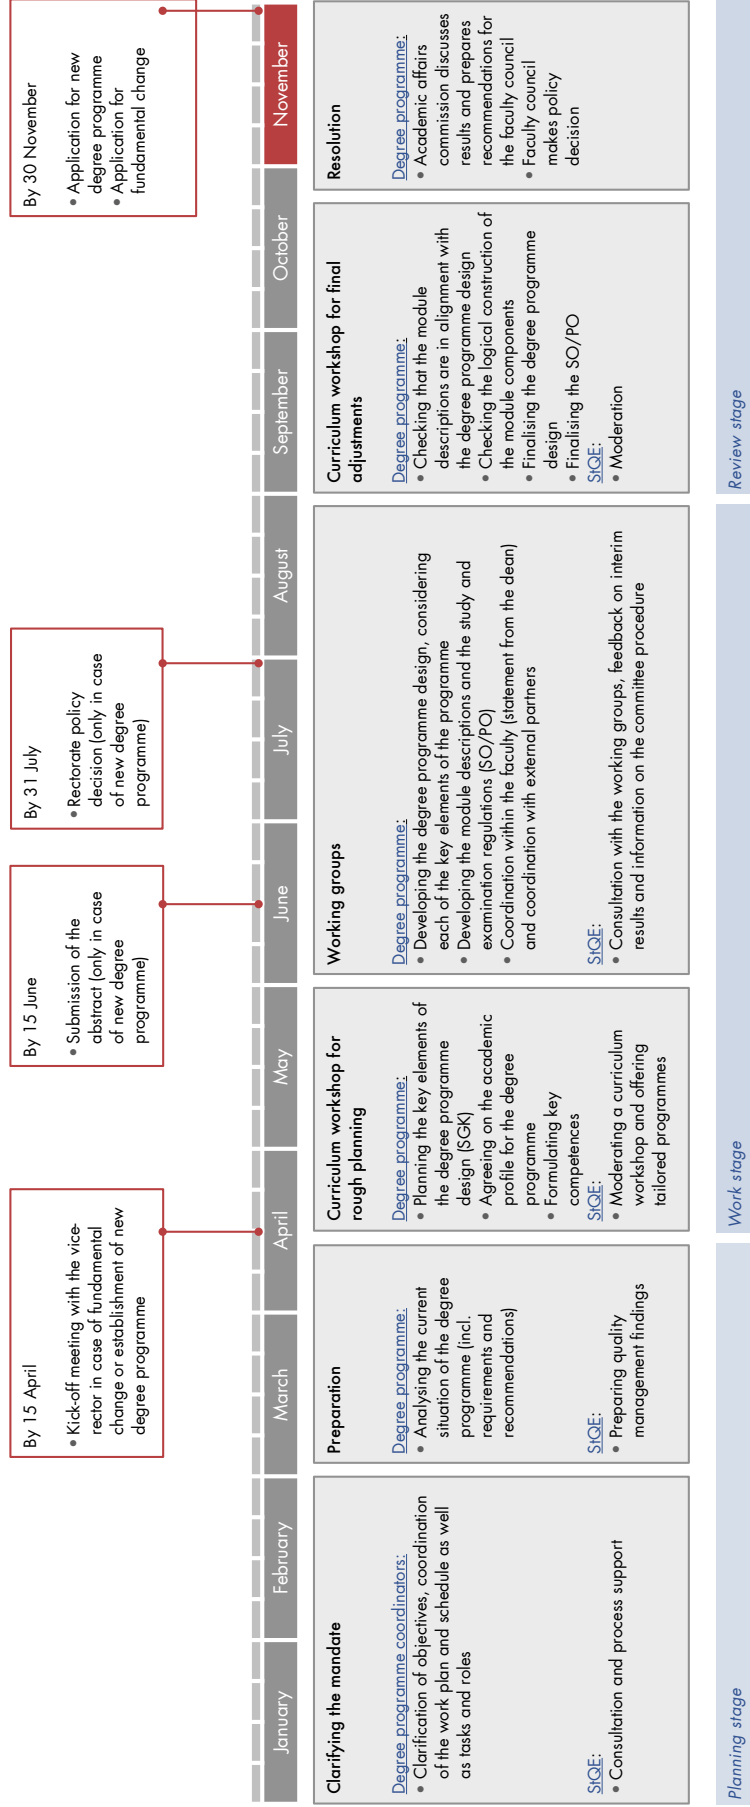 By 15 April
• Kick-off meeting with the vice-
rector in case of fundamental
change or establishment of new
degree programme
By 15 June
• Submission of the
abstract (only in case
of new degree
programme)
By 31 July
• Rectorate policy
decision (only in case
of new degree
programme)
By 30 November
• Application for new
degree programme
• Application for
fundamental change
January
February
March
April
May
June
July
August
September
October
November
Clarifying the mandate
Degree programme coordinators:
• Clarification of objectives, coordination
of the work plan and schedule as well
as tasks and roles
StQE:
• Consultation and process support
Preparation
Degree programme:
• Analysing the current
situation of the degree
programme (incl.
requirements and
recommendations)
StQE:
• Preparing quality
management findings
Curriculum workshop for
rough planning
Degree programme:
• Planning the key elements of
the degree programme
design (SGK)
• Agreeing on the academic
profile for the degree
programme
• Formulating key
competences
StQE:
• Moderating a curriculum
workshop and offering
tailored programmes
Working groups
Degree programme:
• Developing the degree programme design, considering
each of the key elements of the programme
• Developing the module descriptions and the study and
examination regulations (SO/PO)
• Coordination within the faculty (statement from the dean)
and coordination with external partners
StQE:
• Consultation with the working groups, feedback on interim
results and information on the committee procedure
Curriculum workshop for final
adjustments
Degree programme:
• Checking that the module
descriptions are in alignment with
the degree programme design
• Checking the logical construction of
the module components
• Finalising the degree programme
design
• Finalising the SO/PO
StQE:
• Moderation
Resolution
Degree programme:
• Academic affairs
commission discusses
results and prepares
recommendations for
the faculty council
• Faculty council
makes policy
decision
Planning stage
Work stage
Review stage